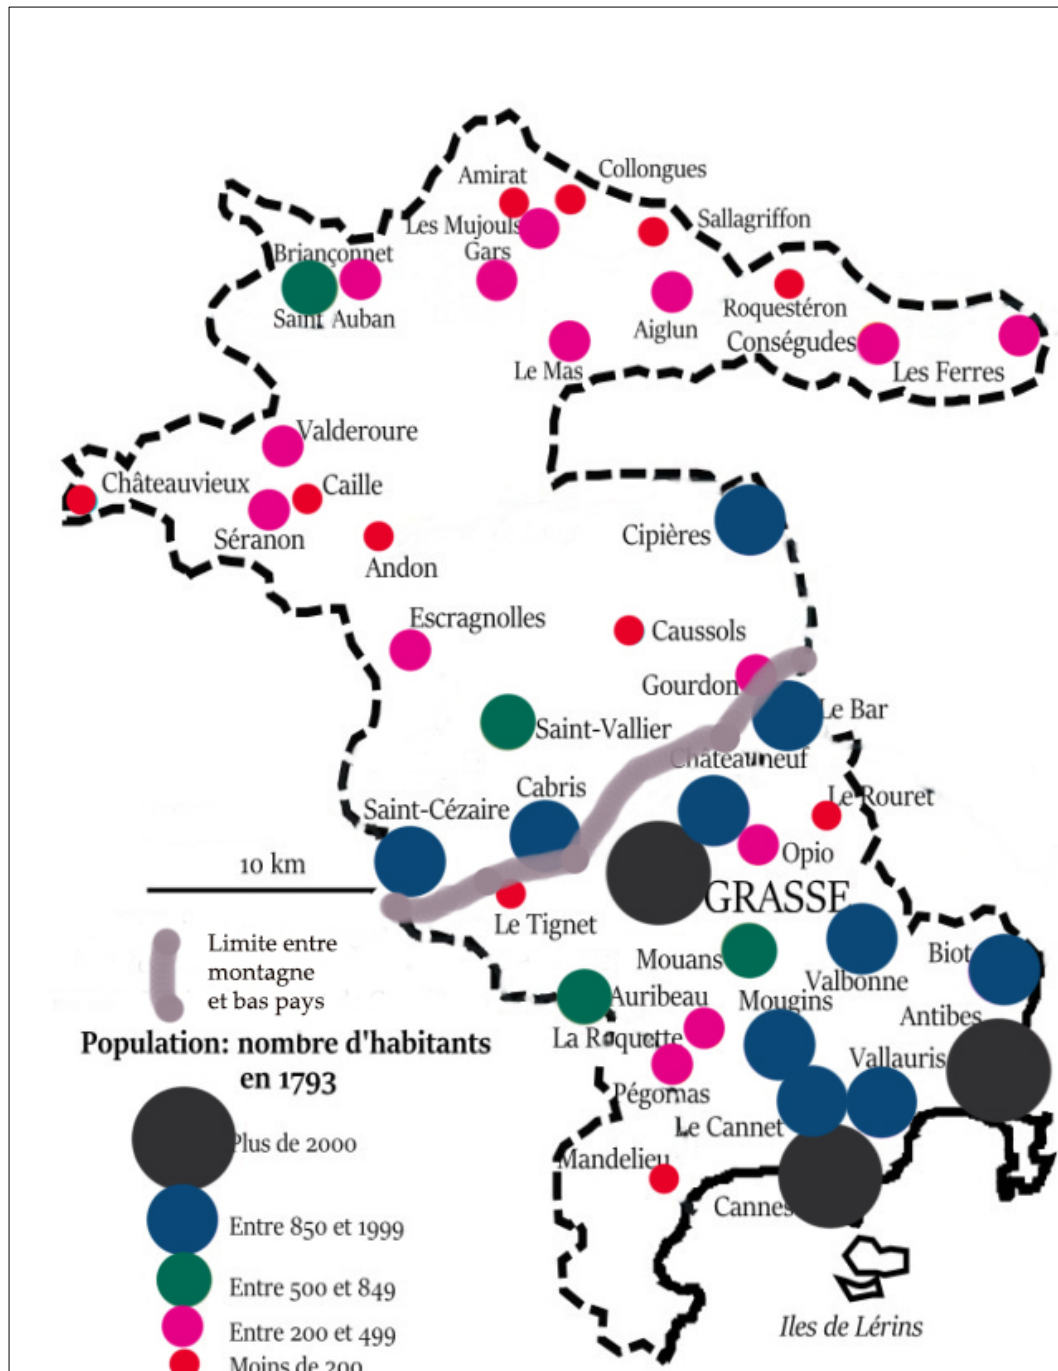 Amirat
Collongues
Les Mujouls
Sallagriffon
Gars
Briançonnet
Saint Auban
Roquestéron
Aiglun
Conségudes
Le Mas
Les Ferres
Valderoure
Châteauvieux
Caille
Séranon
Cipières
Andon
Escragnolles
Caussols
Gourdon
Le Bar
Saint-Vallier
Châteauneuf
Cabris
Le Rouret
Saint-Cézaire
Opio
10 km
GRASSE
Le Tignet
Limite entre
montagne
et bas pays
Mouans
Valbonne
Biot
Auribeau
Mougins
Antibes
La Roquette
Vallauris
Population: nombre d'habitants
en 1793
Pégomas
Le Cannet
Plus de 2000
Mandelieu
Cannes
Entre 850 et 1999
Entre 500 et 849
Iles de Lérins
Entre 200 et 499
Moins de 200